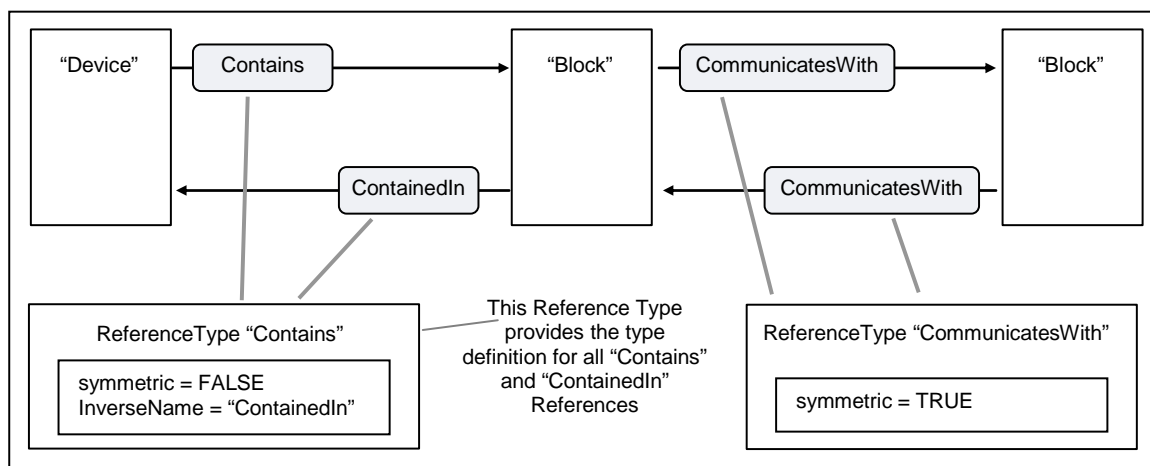 “Device”
Contains
“Block”
CommunicatesWith
“Block”
ContainedIn
CommunicatesWith
ReferenceType “Contains”
symmetric = FALSE
InverseName = “ContainedIn”
This Reference Type
provides the type
definition for all “Contains”
and “ContainedIn”
References
ReferenceType “CommunicatesWith”
symmetric = TRUE